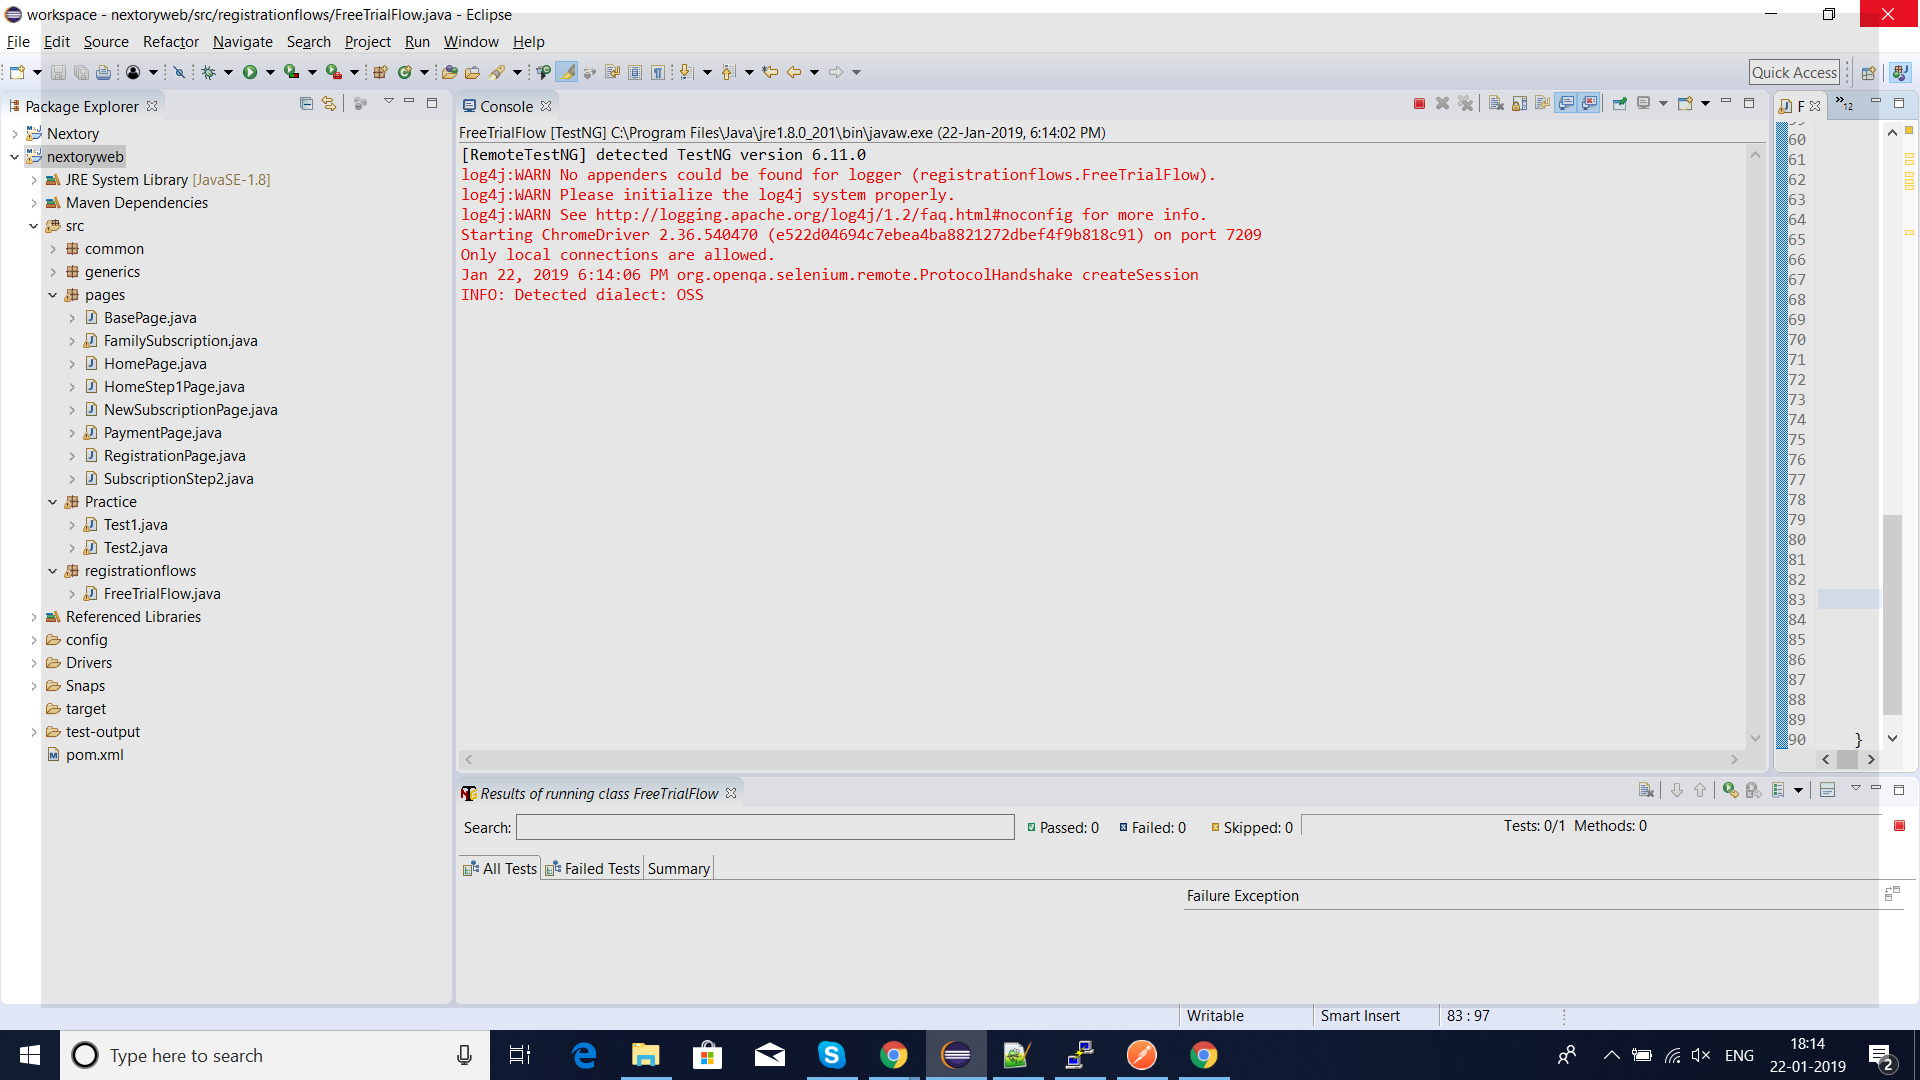 workspace - nextoryweb/src/registrationflows/FreeTrialFlow.java - Eclipse
File Edit Source Refactor Navigate Search Project Run Window Help
Quick Access
Package Explorer
Nextory
nextoryweb
JRE System Library [JavaSE-1.8]
Maven Dependencies
src
common
generics
pages
BasePage.java
FamilySubscription.java
HomePage.java
HomeStep1Page.java
NewSubscriptionPage.java
PaymentPage.java
RegistrationPage.java
SubscriptionStep2.java
Practice
Test1.java
Test2.java
registrationflows
FreeTrialFlow.java
Referenced Libraries
config
Drivers
Snaps
target
test-output
pom.xml
Console
FreeTrialFlow [TestNG] C:\Program Files\Java\jre1.8.0_201\bin\javaw.exe (22-Jan-2019, 6:14:02 PM)
[RemoteTestNG] detected TestNG version 6.11.0
log4j:WARN No appenders could be found for logger (registrationflows.FreeTrialFlow).
log4j:WARN Please initialize the log4j system properly.
log4j:WARN See http://logging.apache.org/log4j/1.2/faq.html#noconfig for more info.
Starting ChromeDriver 2.36.540470 (e522d04694c7ebea4ba8821272dbef4f9b818c91) on port 7209
Only local connections are allowed.
Jan 22, 2019 6:14:06 PM org.openqa.selenium.remote.ProtocolHandshake createSession
INFO: Detected dialect: OSS
F
»12
60
61
62
63
64
65
66
67
68
69
70
71
72
73
74
75
76
77
78
79
80
81
82
83
84
85
86
87
88
89
90 }
Results of running class FreeTrialFlow
Search: Passed: 0 Failed: 0 Skipped: 0 Tests: 0/1 Methods: 0
All Tests Failed Tests Summary
Failure Exception
Writable Smart Insert 83 : 97
Type here to search
ENG
18:14
22-01-2019
2